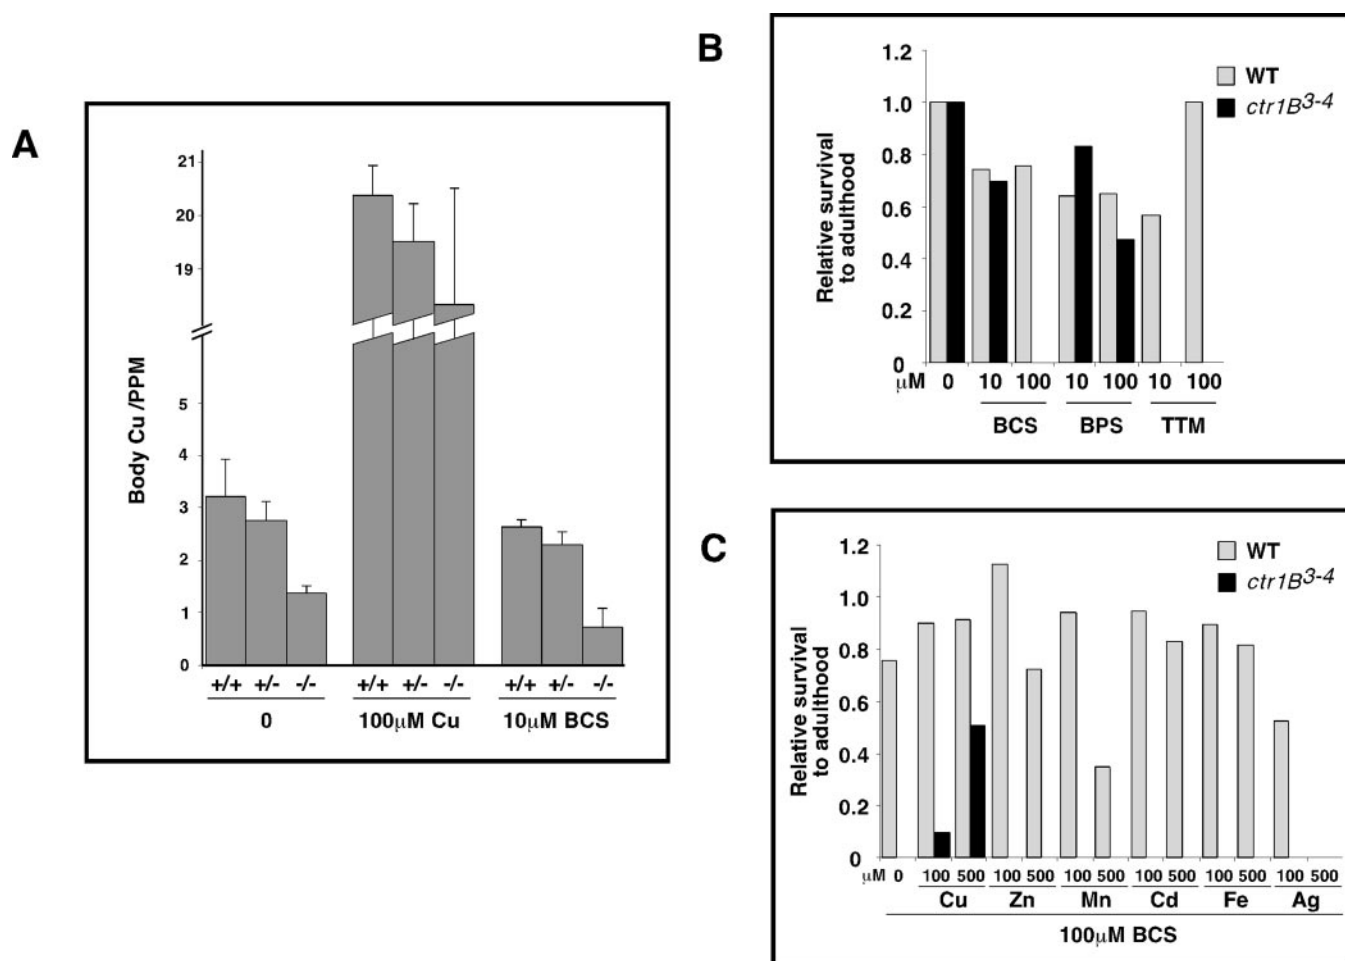 A
21
20
19
5
4
3
2
1
0
Body Cu /PPM
+/+ +/- -/- +/+ +/- -/- +/+ +/- -/-
0 100μM Cu 10μM BCS
B
1.2
1.0
0.8
0.6
0.4
0.2
0
Relative survival
to adulthood
WT
ctr1B3-4
μM 0 10 100 10 100 10 100
BCS BPS TTM
C
1.2
1.0
0.8
0.6
0.4
0.2
0
Relative survival
to adulthood
WT
ctr1B3-4
μM 0 100 500 100 500 100 500 100 500 100 500 100 500
Cu Zn Mn Cd Fe Ag
100μM BCS